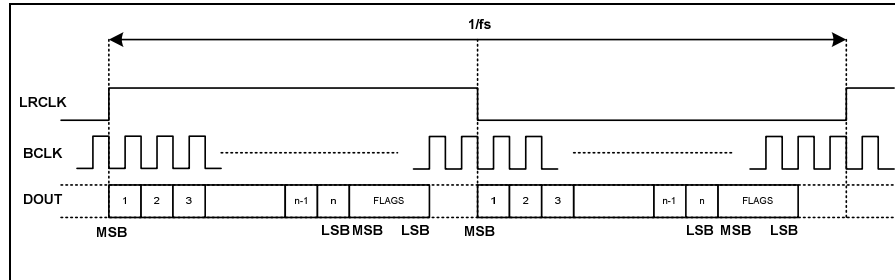 1/fs
LRCLK
BCLK
DOUT
1 2 3 n-1 n FLAGS 1 2 3 n-1 n FLAGS
MSB LSB MSB LSB MSB LSB MSB LSB